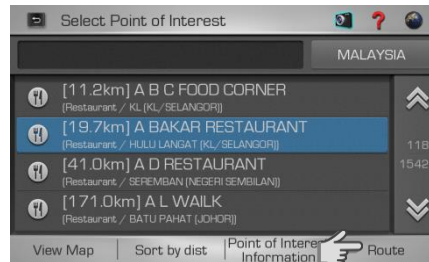 Select Point of Interest
?
MALAYSIA
[11.2km] A B C FOOD CORNER
(Restaurant / KL (KL/SELANGOR))
[19.7km] A BAKAR RESTAURANT
(Restaurant / HULU LANGAT (KL/SELANGOR))
[41.0km] A D RESTAURANT
(Restaurant / SEREMBAN (NEGERI SEMBILAN))
[171.0km] A L WAILK
(Restaurant / BATU PAHAT (JOHOR))
118
1542
View Map
Sort by dist
Point of Intere
Information
Route